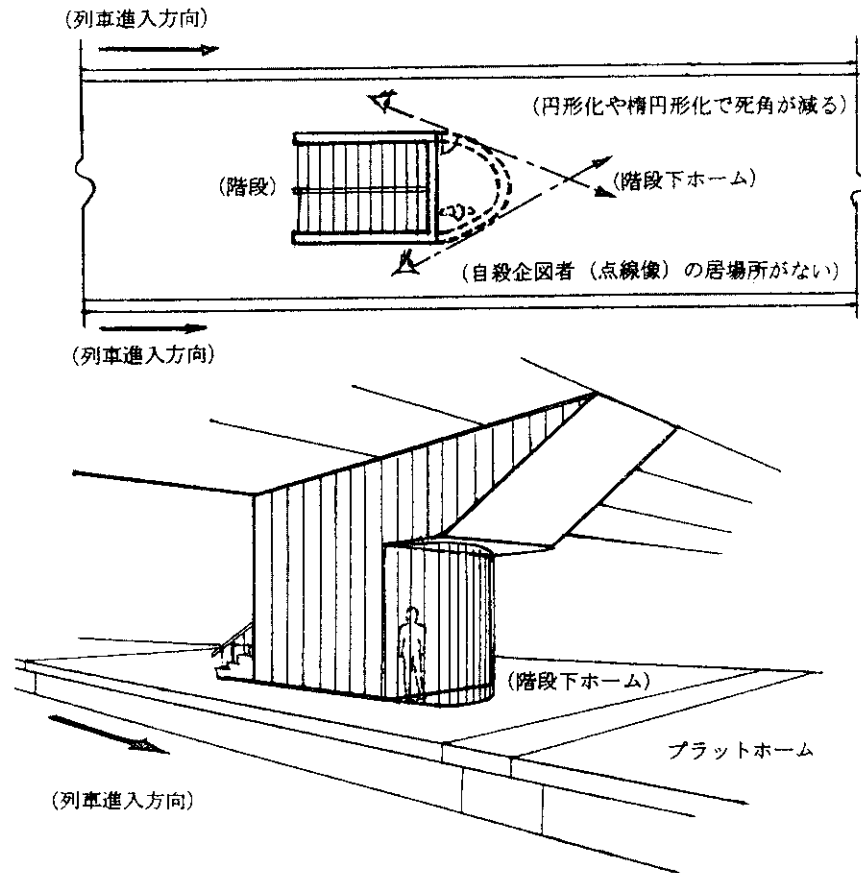 (列車進入方向)
(円形化や楕円形化で死角が減る)
(階段)
(階段下ホーム)
(自殺企図者（点線像）の居場所がない)
(列車進入方向)
(階段下ホーム)
プラットホーム
(列車進入方向)